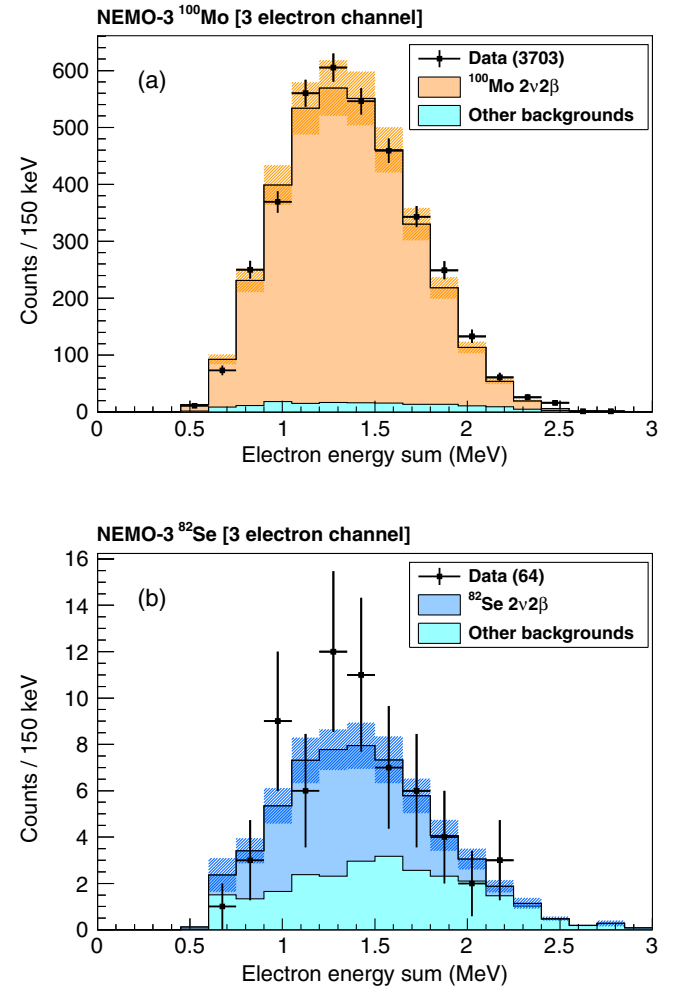 NEMO-3 ¹⁰⁰Mo [3 electron channel]
(a)
Data (3703)
¹⁰⁰Mo 2ν2β
Other backgrounds
Counts / 150 keV
600
500
400
300
200
100
0
0 0.5 1 1.5 2 2.5 3
Electron energy sum (MeV)
NEMO-3 ⁸²Se [3 electron channel]
(b)
Data (64)
⁸²Se 2ν2β
Other backgrounds
Counts / 150 keV
16
14
12
10
8
6
4
2
0
0 0.5 1 1.5 2 2.5 3
Electron energy sum (MeV)